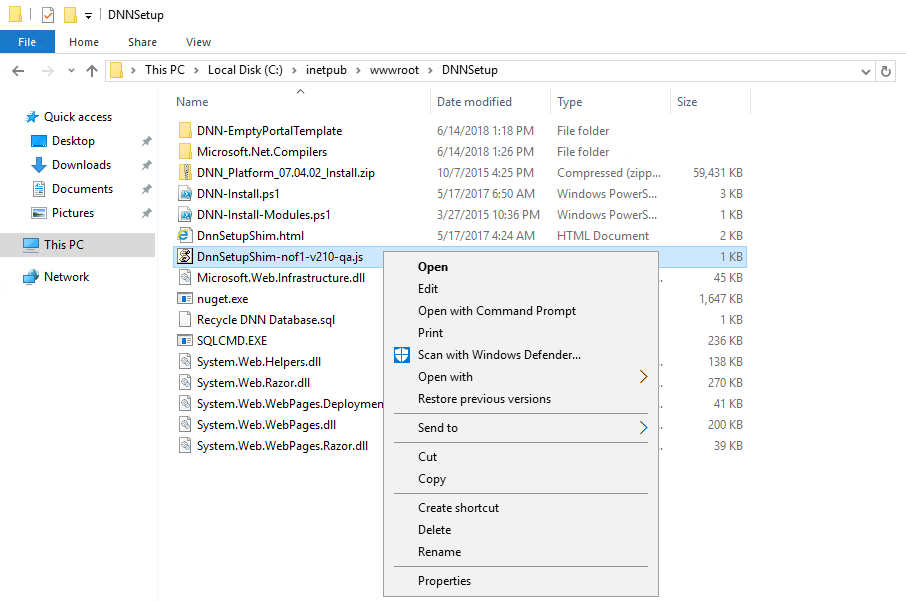 DNNSetup
File Home Share View
This PC Local Disk (C:) inetpub wwwroot DNNSetup
Name Date modified Type Size
Quick access
Desktop
Downloads
Documents
Pictures
This PC
Network
DNN-EmptyPortalTemplate 6/14/2018 1:18 PM File folder
Microsoft.Net.Compilers 6/14/2018 1:26 PM File folder
DNN_Platform_07.04.02_Install.zip 10/7/2015 4:25 PM Compressed (zipp... 59,431 KB
DNN-Install.ps1 5/17/2017 6:50 AM Windows PowerS... 3 KB
DNN-Install-Modules.ps1 3/27/2015 10:36 PM Windows PowerS... 1 KB
DnnSetupShim.html 5/17/2017 4:24 AM HTML Document 2 KB
DnnSetupShim-nof1-v210-qa.js 1 KB
Microsoft.Web.Infrastructure.dll 45 KB
nuget.exe 1,647 KB
Recycle DNN Database.sql 1 KB
SQLCMD.EXE 236 KB
System.Web.Helpers.dll 138 KB
System.Web.Razor.dll 270 KB
System.Web.WebPages.Deploymen 41 KB
System.Web.WebPages.dll 200 KB
System.Web.WebPages.Razor.dll 39 KB
Open
Edit
Open with Command Prompt
Print
Scan with Windows Defender...
Open with
Restore previous versions
Send to
Cut
Copy
Create shortcut
Delete
Rename
Properties